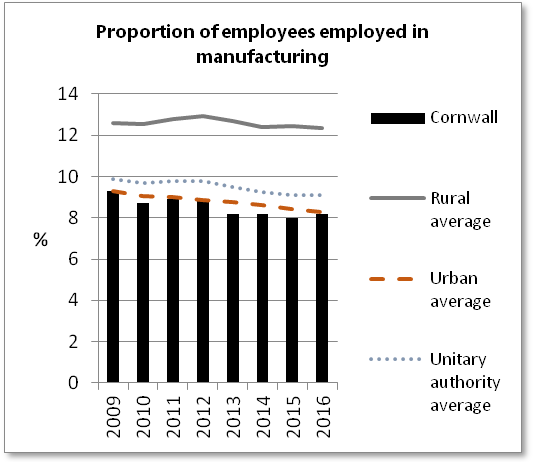 Proportion of employees employed in
manufacturing
14
12
10
8
6
4
2
0
%
2009
2010
2011
2012
2013
2014
2015
2016
Cornwall
Rural
average
Urban
average
Unitary
authority
average